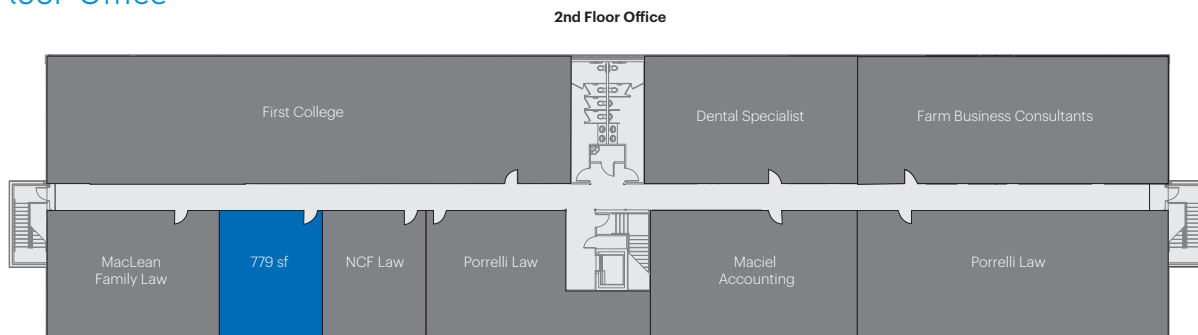 Office
2nd Floor Office
First College
Dental Specialist
Farm Business Consultants
MacLean
Family Law
779 sf
NCF Law
Porrelli Law
Maciel
Accounting
Porrelli Law